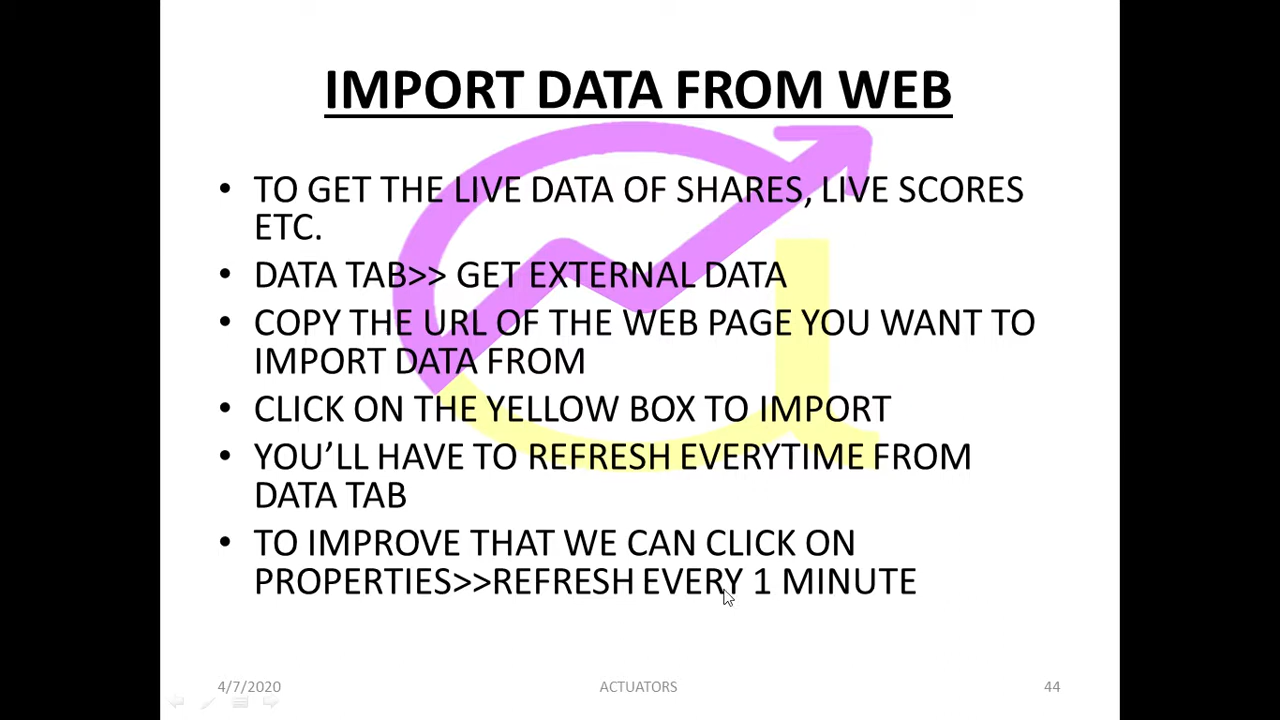 IMPORT DATA FROM WEB
• TO GET THE LIVE DATA OF SHARES, LIVE SCORES
ETC.
• DATA TAB>> GET EXTERNAL DATA
• COPY THE URL OF THE WEB PAGE YOU WANT TO
IMPORT DATA FROM
• CLICK ON THE YELLOW BOX TO IMPORT
• YOU’LL HAVE TO REFRESH EVERYTIME FROM
DATA TAB
• TO IMPROVE THAT WE CAN CLICK ON
PROPERTIES>>REFRESH EVERY 1 MINUTE
4/7/2020 ACTUATORS 44